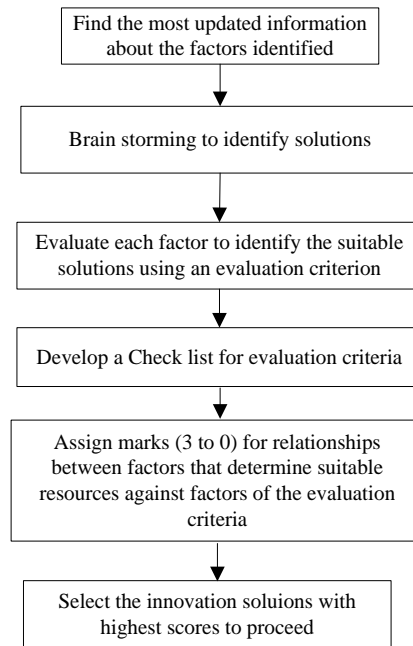 Find the most updated information
about the factors identified
Brain storming to identify solutions
Evaluate each factor to identify the suitable
solutions using an evaluation criterion
Develop a Check list for evaluation criteria
Assign marks (3 to 0) for relationships
between factors that determine suitable
resources against factors of the evaluation
criteria
Select the innovation soluions with
highest scores to proceed